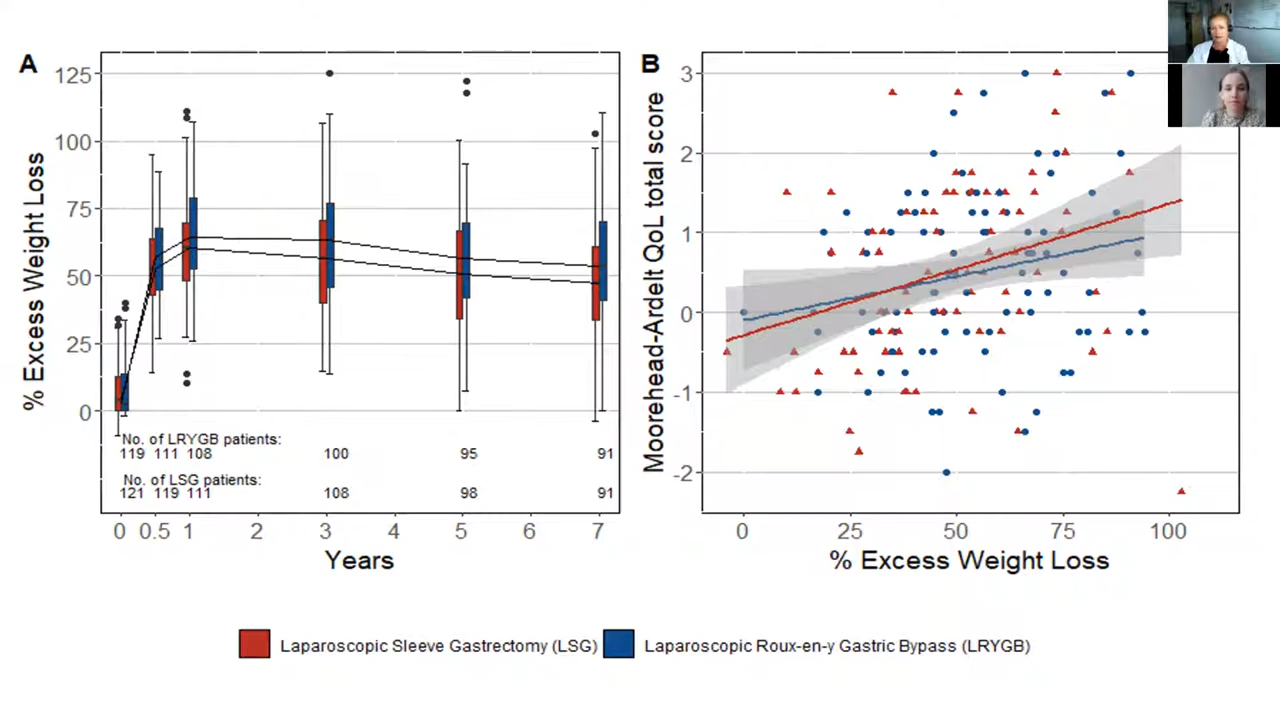 A
% Excess Weight Loss
125
100
75
50
25
0
No. of LRYGB patients:
119 111 108 100 95 91
No. of LSG patients:
121 119 111 108 98 91
0 0.5 1 2 3 4 5 6 7
Years
B
Moorehead-Ardelt QoL total score
3
2
1
0
-1
-2
0 25 50 75 100
% Excess Weight Loss
Laparoscopic Sleeve Gastrectomy (LSG) Laparoscopic Roux-en-y Gastric Bypass (LRYGB)